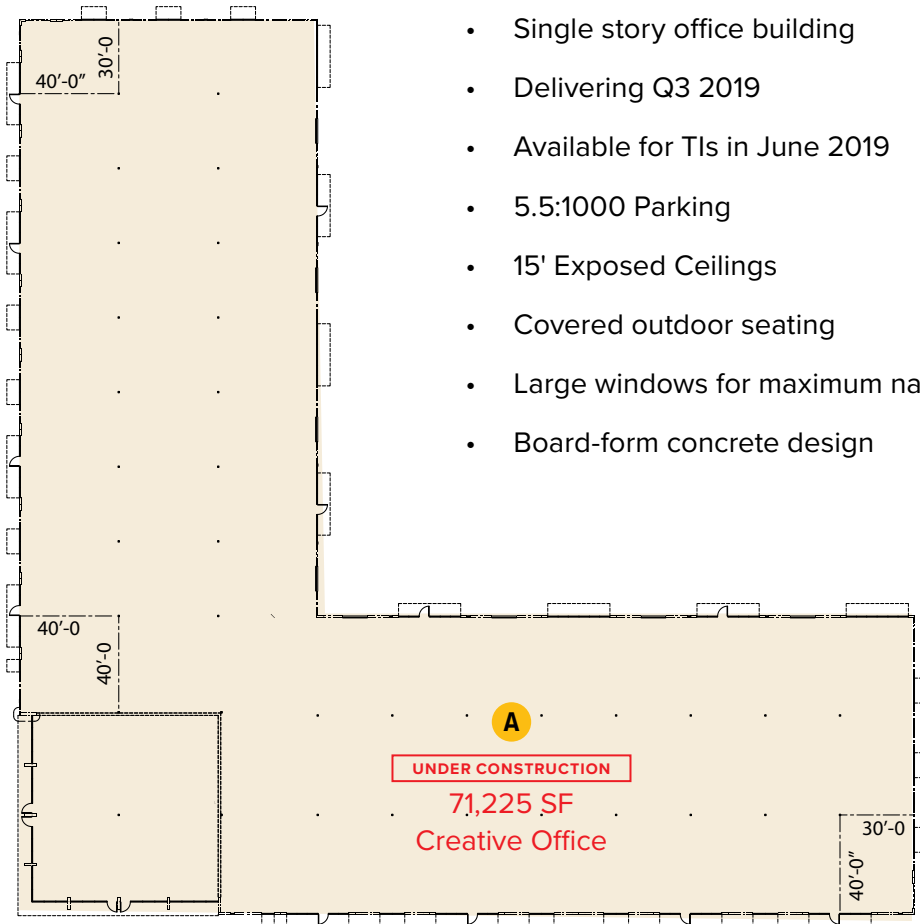 30’-0
40’-0”
• Single story office building
• Delivering Q3 2019
• Available for TIs in June 2019
• 5.5:1000 Parking
• 15' Exposed Ceilings
• Covered outdoor seating
• Large windows for maximum na
• Board-form concrete design
40’-0
40’-0
A
UNDER CONSTRUCTION
71,225 SF
Creative Office
30’-0
40’-0”